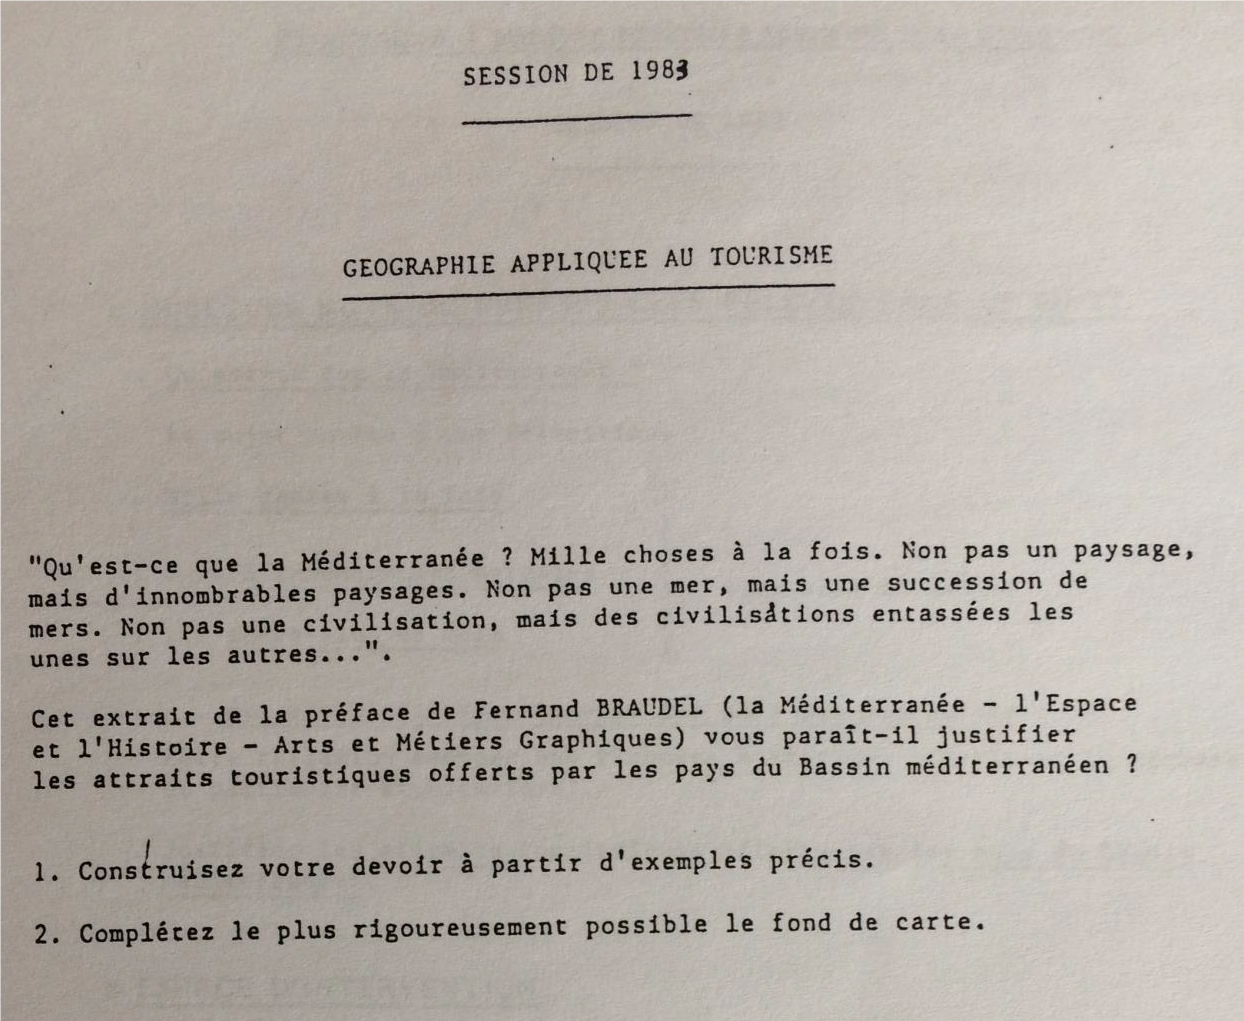 SESSION DE 1983
GEOGRAPHIE APPLIQUEE AU TOURISME
"Qu'est-ce que la Méditerranée ? Mille choses à la fois. Non pas un paysage,
mais d'innombrables paysages. Non pas une mer, mais une succession de
mers. Non pas une civilisation, mais des civilisations entassées les
unes sur les autres...".
Cet extrait de la préface de Fernand BRAUDEL (la Méditerranée - l'Espace
et l'Histoire - Arts et Métiers Graphiques) vous paraît-il justifier
les attraits touristiques offerts par les pays du Bassin méditerranéen ?
1. Construisez votre devoir à partir d'exemples précis.
2. Complétez le plus rigoureusement possible le fond de carte.